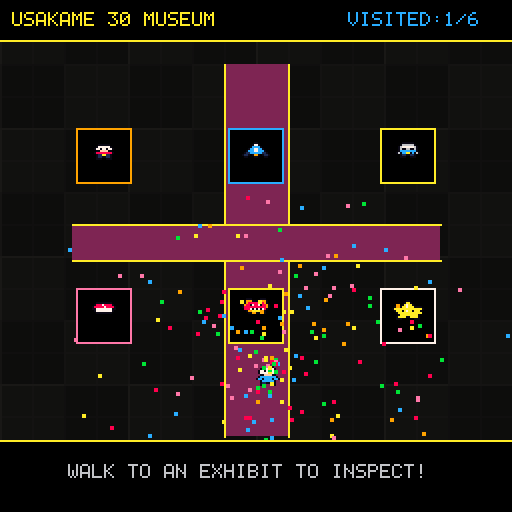 USAKAME 30 MUSEUM
VISITED:1/6
WALK TO AN EXHIBIT TO INSPECT!